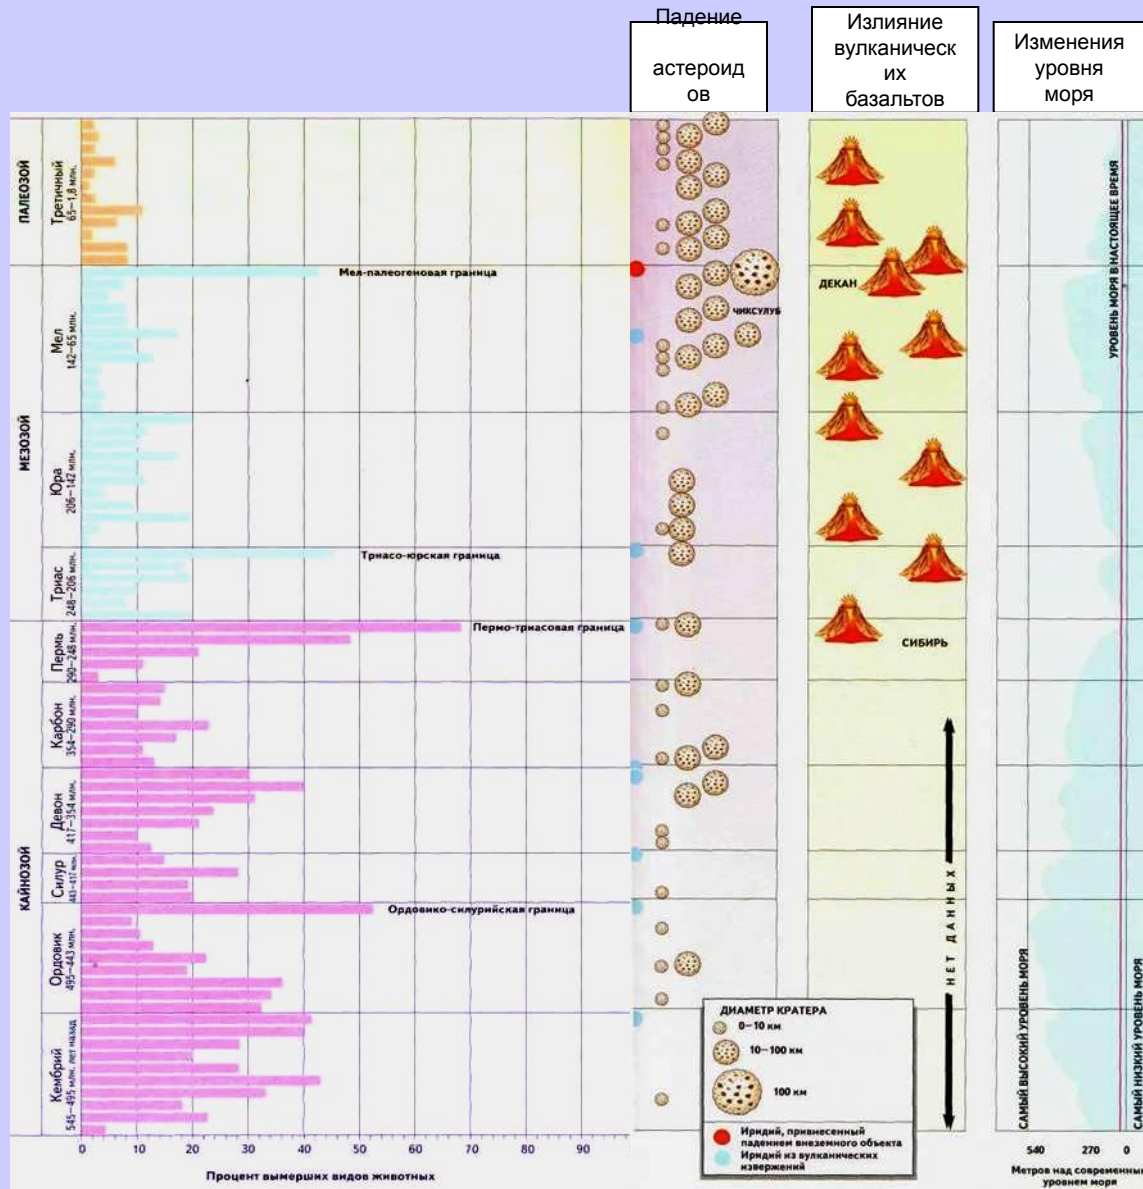 Падение
астероид
ов
Излияние
вулканическ
их
базальтов
Изменения
уровня
моря
ПАЛЕОЗОЙ
Третичный
65–1,8 млн.
МЕЗОЗОЙ
Мел
142–65 млн.
Юра
206–142 млн.
Триас
248–206 млн.
КАЙНОЗОЙ
Пермь
290–248 млн.
Карбон
354–290 млн.
Девон
417–354 млн.
Силур
443–417 млн.
Ордовик
495–443 млн.
Кембрий
545–495 млн. лет назад
Мел-палеогеновая граница
Триасо-юрская граница
Пермо-триасовая граница
Ордовико-силурийская граница
0 10 20 30 40 50 60 70 80 90
Процент вымерших видов животных
ЧИКСУЛУБ
ДЕКАН
СИБИРЬ
НЕТ ДАННЫХ
ДИАМЕТР КРАТЕРА
0–10 км
10–100 км
100 км
Иридий, привнесенный
падением внеземного объекта
Иридий из вулканических
извержений
УРОВЕНЬ МОРЯ В НАСТОЯЩЕЕ ВРЕМЯ
САМЫЙ ВЫСОКИЙ УРОВЕНЬ МОРЯ
САМЫЙ НИЗКИЙ УРОВЕНЬ МОРЯ
540 270 0
Метров над современным
уровнем моря